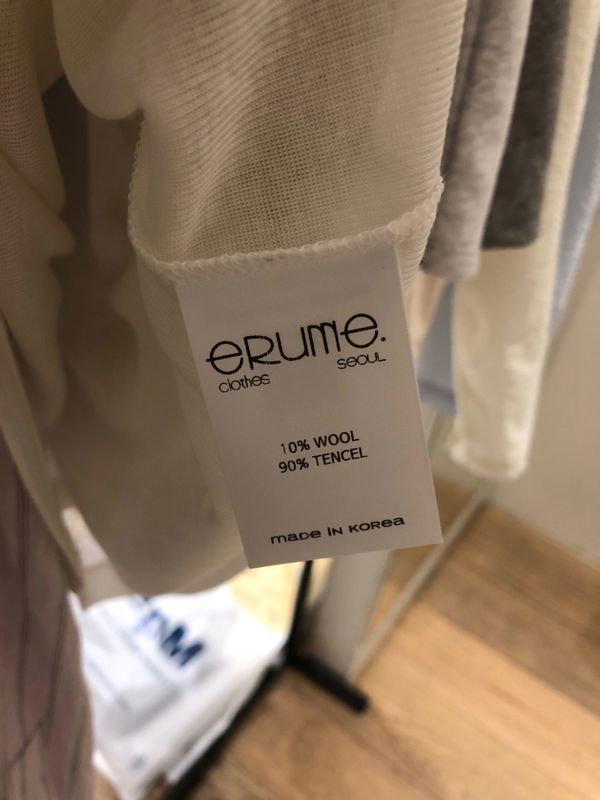 eRume.
clothes SEOUL
10% WOOL
90% TENCEL
made in Korea